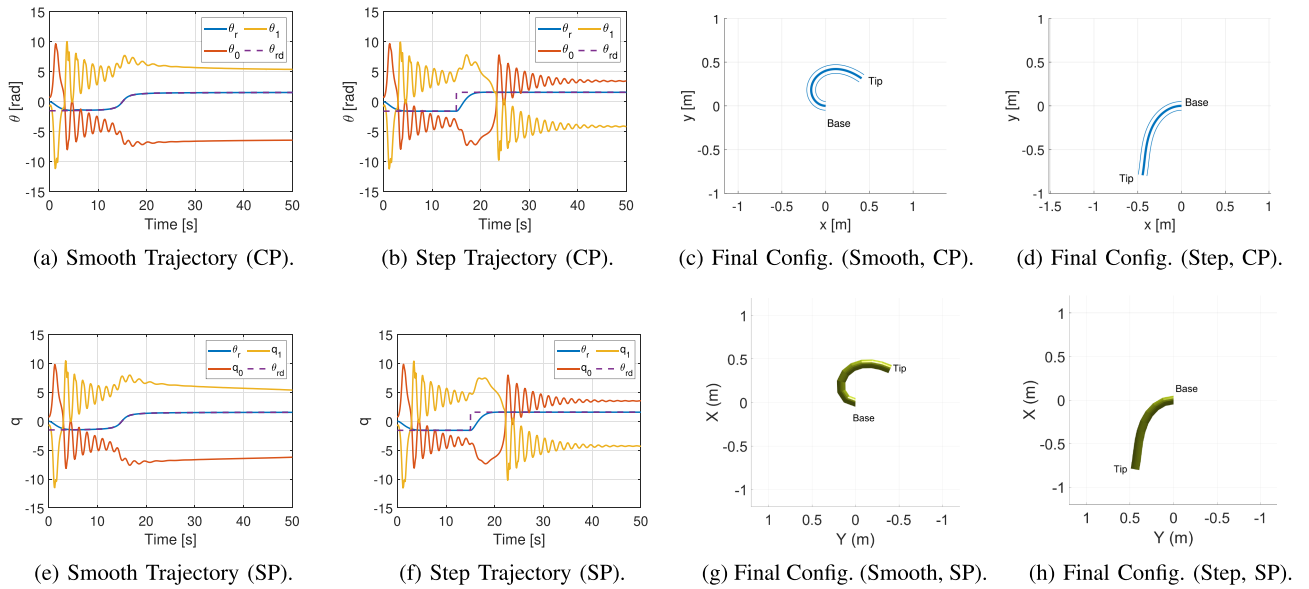 θr θ1
θ0 θrd
15
10
5
0
-5
-10
-15
θ [rad]
0 10 20 30 40 50
Time [s]
(a) Smooth Trajectory (CP).
θr θ1
θ0 θrd
15
10
5
0
-5
-10
-15
θ [rad]
0 10 20 30 40 50
Time [s]
(b) Step Trajectory (CP).
1
0.5
0
-0.5
-1
y [m]
Tip
Base
-1 -0.5 0 0.5 1
x [m]
(c) Final Config. (Smooth, CP).
1
0.5
0
-0.5
-1
y [m]
Base
Tip
-1.5 -1 -0.5 0 0.5 1
x [m]
(d) Final Config. (Step, CP).
θr q1
q0 θrd
15
10
5
0
-5
-10
-15
q
0 10 20 30 40 50
Time [s]
(e) Smooth Trajectory (SP).
θr q1
q0 θrd
15
10
5
0
-5
-10
-15
q
0 10 20 30 40 50
Time [s]
(f) Step Trajectory (SP).
1
0.5
0
-0.5
-1
X (m)
Tip
Base
1 0.5 0 -0.5 -1
Y (m)
(g) Final Config. (Smooth, SP).
1
0.5
0
-0.5
-1
X (m)
Base
Tip
1 0.5 0 -0.5 -1
Y (m)
(h) Final Config. (Step, SP).